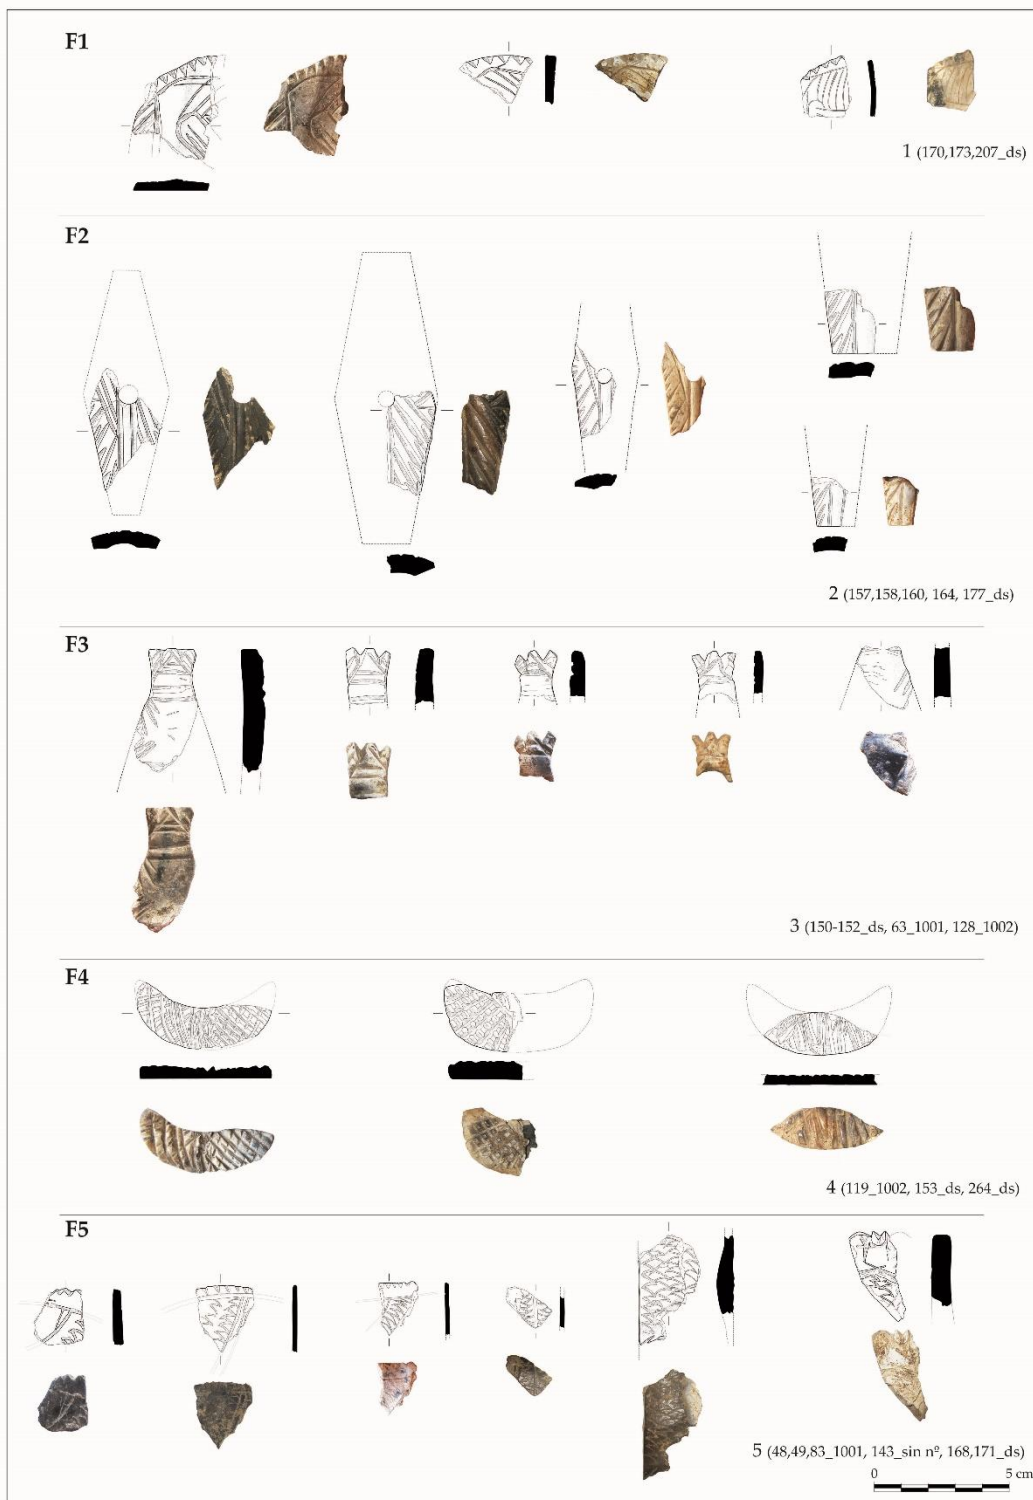 F1
1 (170,173,207_ds)
F2
2 (157,158,160, 164, 177_ds)
F3
3 (150-152_ds, 63_1001, 128_1002)
F4
4 (119_1002, 153_ds, 264_ds)
F5
5 (48,49,83_1001, 143_sin nº, 168,171_ds)
0 5 cm